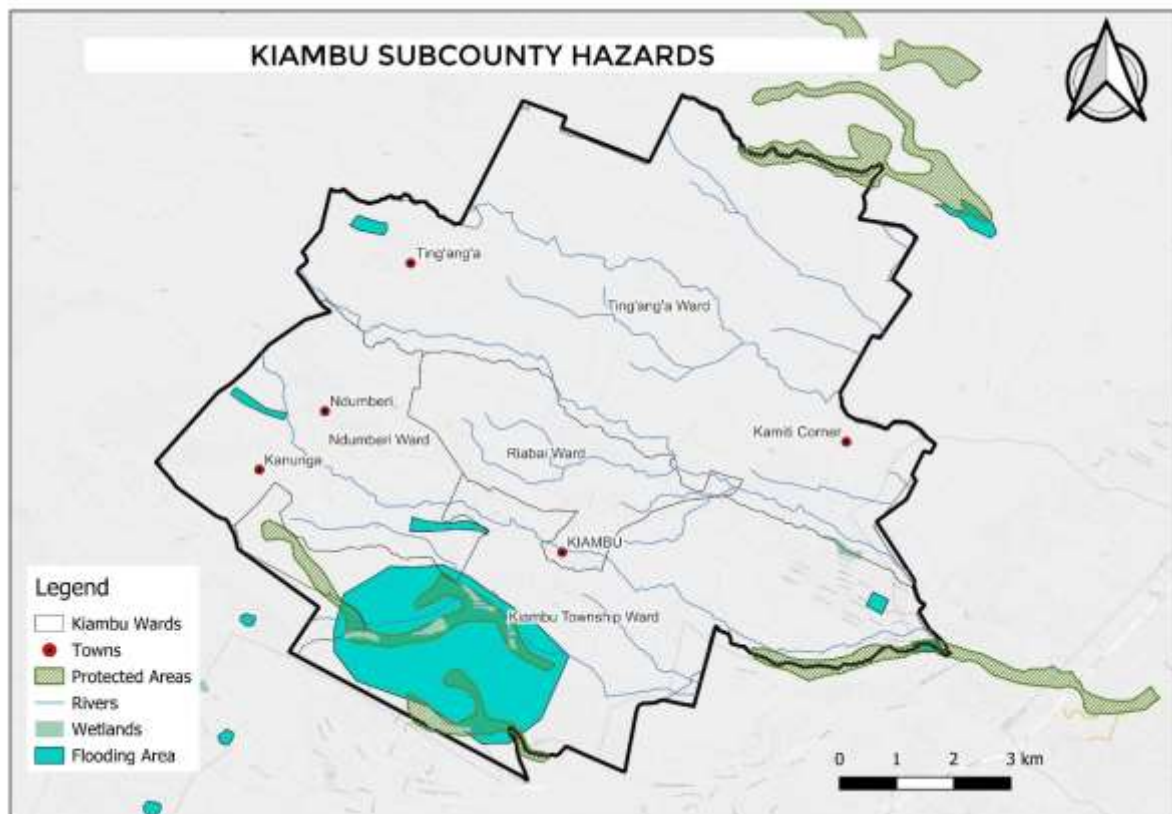 KIAMBU SUBCOUNTY HAZARDS
Ting'ang'a
Ting'ang'a Ward
Ndumberi
Ndumberi Ward
Kamiti Corner
Riabai Ward
Kanunga
KIAMBU
Kiambu Township Ward
Legend
Kiambu Wards
Towns
Protected Areas
Rivers
Wetlands
Flooding Area
0 1 2 3 km